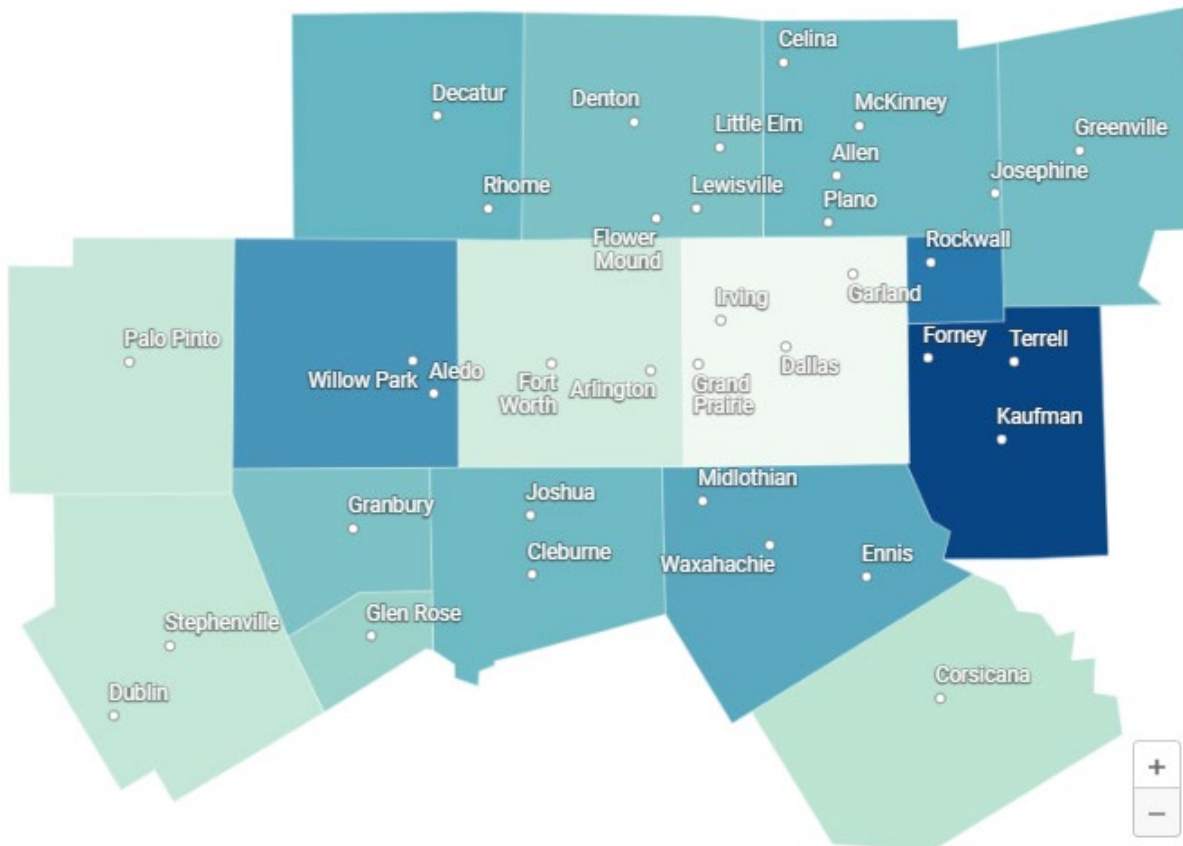 Celina
Decatur
Denton
McKinney
Little Elm
Greenville
Allen
Josephine
Rhome
Lewisville
Plano
Flower
Mound
Rockwall
Irving
Garland
Palo Pinto
Willow Park
Aledo
Fort
Worth
Arlington
Grand
Prairie
Dallas
Forney
Terrell
Kaufman
Midlothian
Granbury
Joshua
Cleburne
Waxahachie
Ennis
Stephenville
Glen Rose
Dublin
Corsicana
+
−